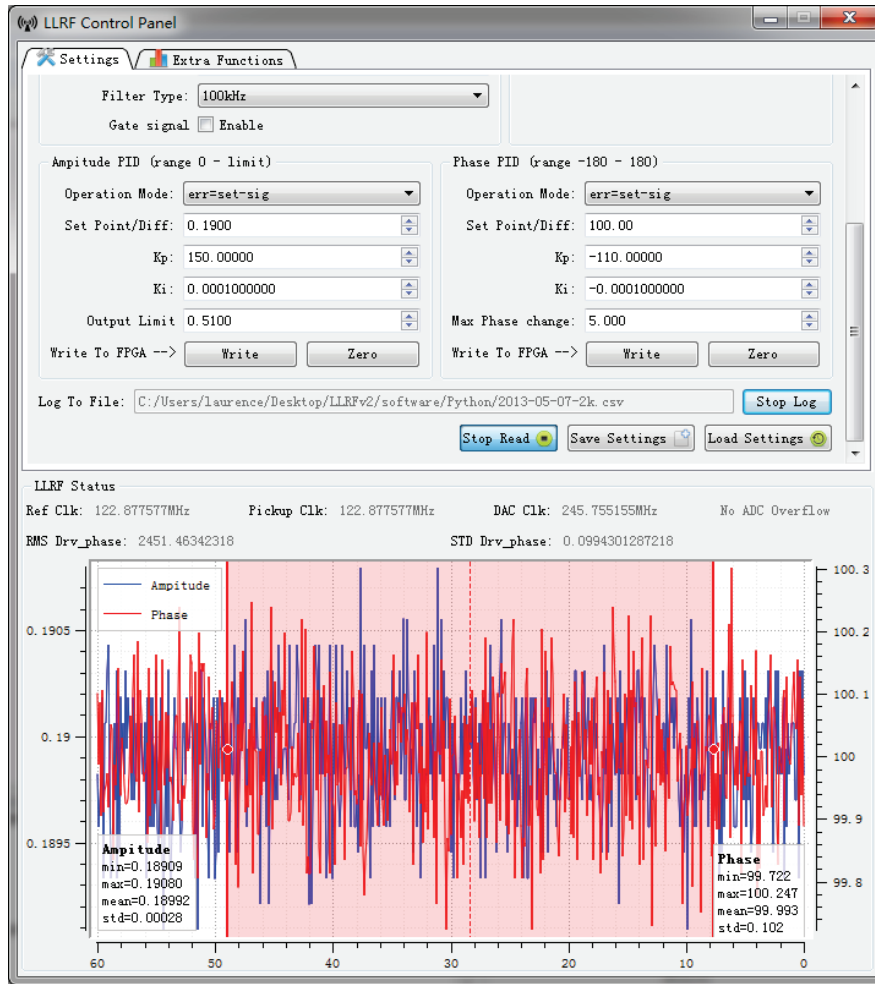 LLRF Control Panel
Settings Extra Functions
Filter Type: 100kHz
Gate signal Enable
Ampitude PID (range 0 - limit)
Operation Mode: err=set-sig
Set Point/Diff: 0.1900
Kp: 150.00000
Ki: 0.0001000000
Output Limit 0.5100
Write To FPGA --> Write Zero
Phase PID (range -180 - 180)
Operation Mode: err=set-sig
Set Point/Diff: 100.00
Kp: -110.00000
Ki: -0.0001000000
Max Phase change: 5.000
Write To FPGA --> Write Zero
Log To File: C:/Users/laurence/Desktop/LLRFv2/software/Python/2013-05-07-2k.csv Stop Log
Stop Read Save Settings Load Settings
LLRF Status
Ref Clk: 122.877577MHz Pickup Clk: 122.877577MHz DAC Clk: 245.755155MHz No ADC Overflow
RMS Drv_phase: 2451.46342318 STD Drv_phase: 0.0994301287218
Ampitude
Phase
0.1905
0.19
0.1895
100.3
100.2
100.1
100
99.9
99.8
Ampitude
min=0.18909
max=0.19080
mean=0.18992
std=0.00028
Phase
min=99.722
max=100.247
mean=99.993
std=0.102
60 50 40 30 20 10 0